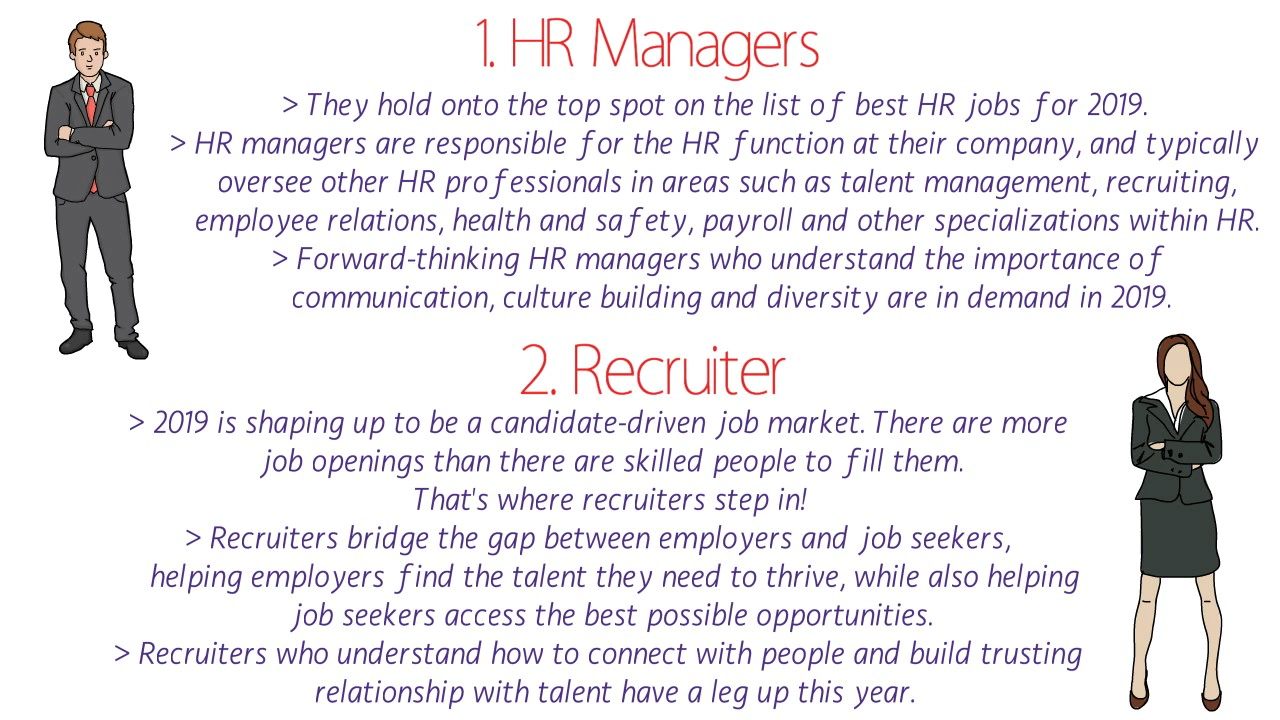 1. HR Managers
> They hold onto the top spot on the list of best HR jobs for 2019.
> HR managers are responsible for the HR function at their company, and typically
oversee other HR professionals in areas such as talent management, recruiting,
employee relations, health and safety, payroll and other specializations within HR.
> Forward-thinking HR managers who understand the importance of
communication, culture building and diversity are in demand in 2019.
2. Recruiter
> 2019 is shaping up to be a candidate-driven job market. There are more
job openings than there are skilled people to fill them.
That's where recruiters step in!
> Recruiters bridge the gap between employers and job seekers,
helping employers find the talent they need to thrive, while also helping
job seekers access the best possible opportunities.
> Recruiters who understand how to connect with people and build trusting
relationship with talent have a leg up this year.